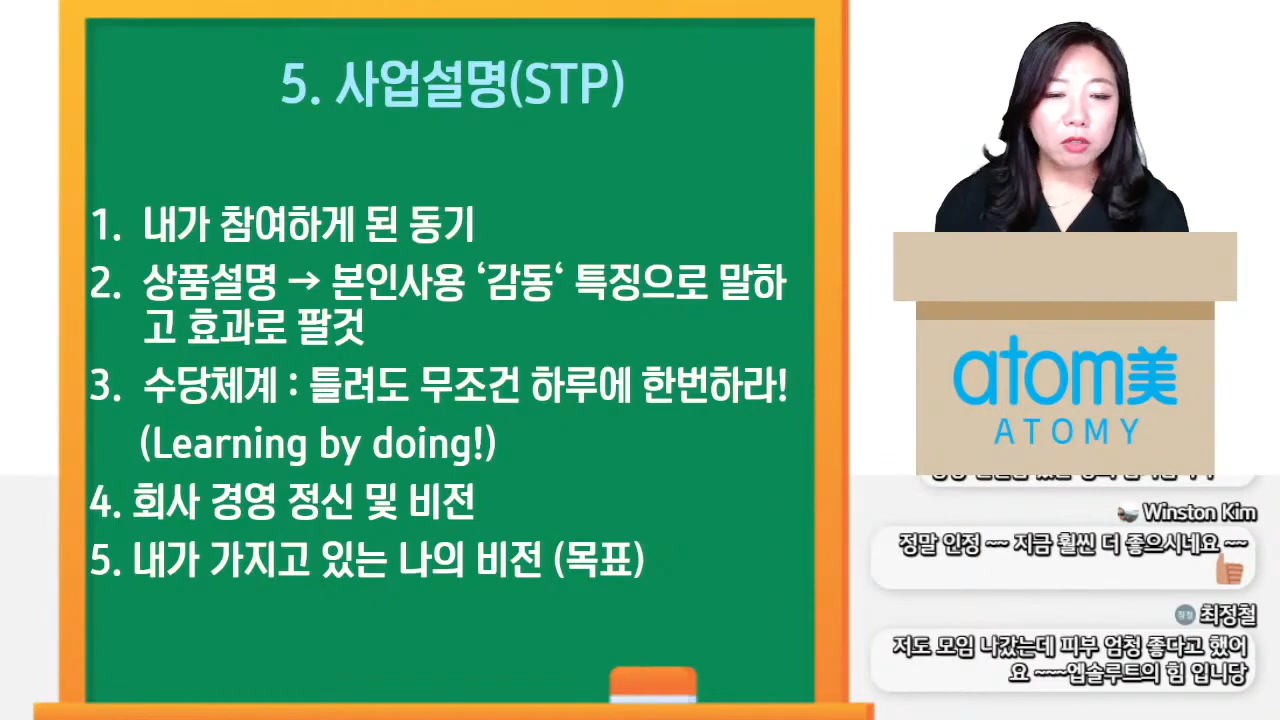 5. 사업설명(STP)
1. 내가 참여하게 된 동기
2. 상품설명 → 본인사용 ‘감동‘ 특징으로 말하
고 효과로 팔것
3. 수당체계 : 틀려도 무조건 하루에 한번하라!
(Learning by doing!)
4. 회사 경영 정신 및 비전
5. 내가 가지고 있는 나의 비전 (목표)
atom美
ATOMY
Winston Kim
정말 인정 ~~ 지금 훨씬 더 좋으시네요 ~~
최정철
저도 모임 나갔는데 피부 엄청 좋다고 했어
요 ~~~엡솔루트의 힘 입니당